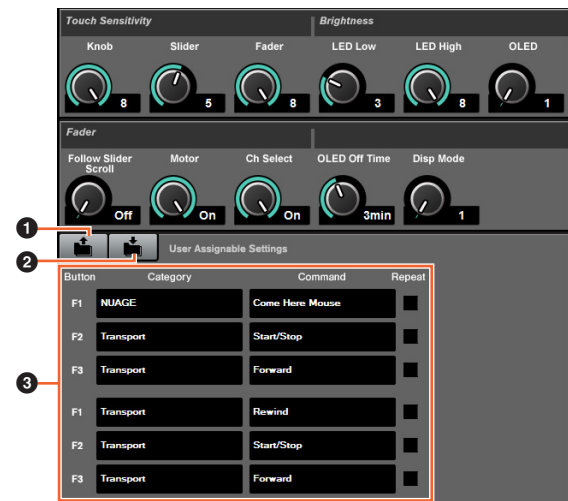 Touch Sensitivity Brightness
Knob Slider Fader LED Low LED High OLED
8 5 8 3 8 1
Fader
Follow Slider Scroll Motor Ch Select OLED Off Time Disp Mode
Off On On 3min 1
1
2
User Assignable Settings
Button Category Command Repeat
F1 NUAGE Come Here Mouse
F2 Transport Start/Stop
F3 Transport Forward
3
F1 Transport Rewind
F2 Transport Start/Stop
F3 Transport Forward